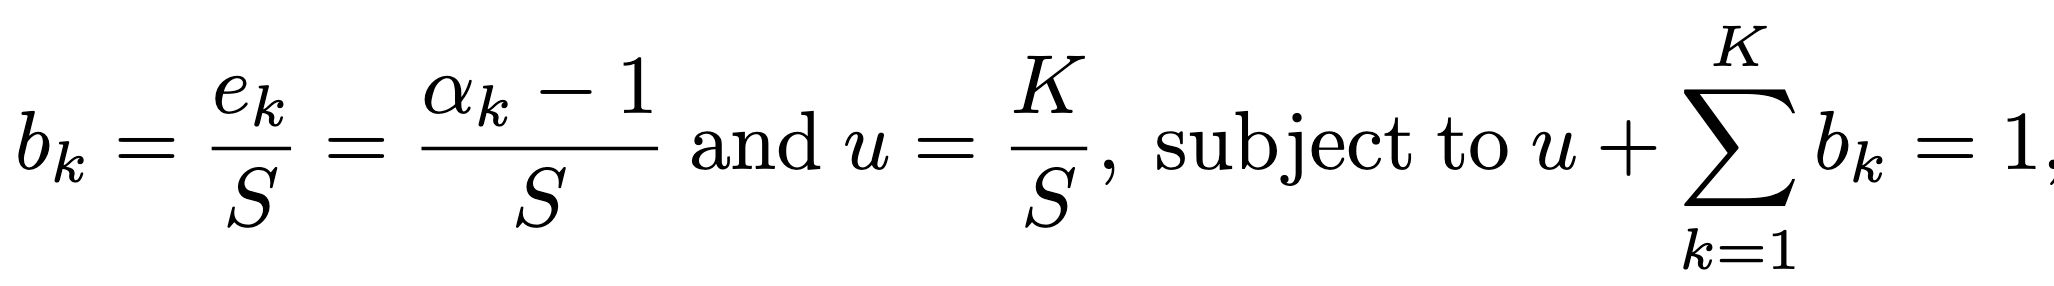 $b_k = \frac{e_k}{S} = \frac{\alpha_k - 1}{S} \text{ and } u = \frac{K}{S}, \text{ subject to } u + \sum_{k=1}^{K} b_k = 1,$